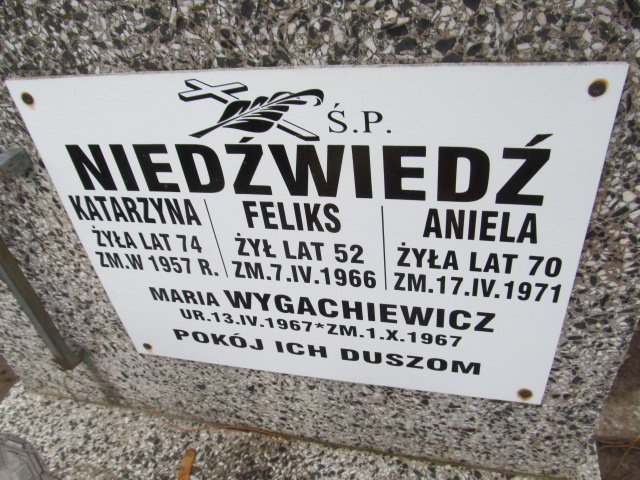 Ś.P.
NIEDŹWIEDŹ
KATARZYNA
ŻYŁA LAT 74
ZM.W 1957 R.
FELIKS
ŻYŁ LAT 52
ZM.7.IV.1966
ANIELA
ŻYŁA LAT 70
ZM.17.IV.1971
MARIA WYGACHIEWICZ
UR.13.IV.1967*ZM.1.X.1967
POKÓJ ICH DUSZOM